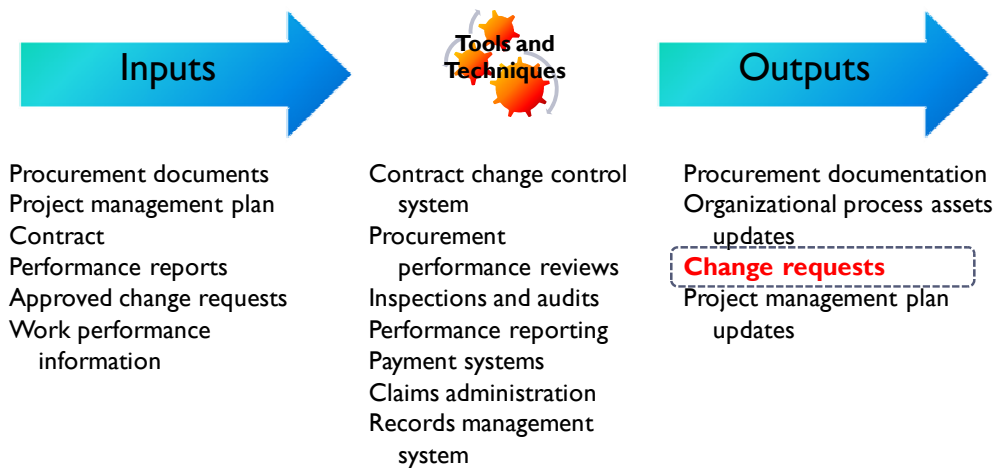 Inputs
Tools and
Techniques
Outputs
Procurement documents
Project management plan
Contract
Performance reports
Approved change requests
Work performance
information
Contract change control
system
Procurement
performance reviews
Inspections and audits
Performance reporting
Payment systems
Claims administration
Records management
system
Procurement documentation
Organizational process assets
updates
Change requests
Project management plan
updates